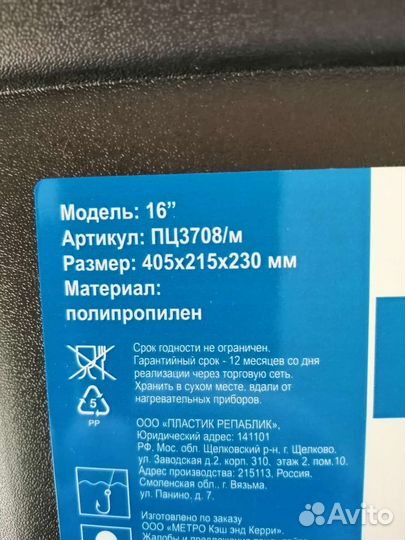 Модель: 16”
Артикул: ПЦ3708/м
Размер: 405x215x230 мм
Материал:
полипропилен
Срок годности не ограничен.
Гарантийный срок - 12 месяцев со дня
реализации через торговую сеть.
Хранить в сухом месте, вдали от
нагревательных приборов.
5
PP
ООО «ПЛАСТИК РЕПАБЛИК».
Юридический адрес: 141101
РФ, Мос. обл. Щелковский р-н, г. Щелково,
ул. Заводская д.2. корп. 310, этаж 2, пом.10.
Адрес производства: 215113, Россия.
Смоленская обл., г. Вязьма,
ул. Панино, д. 7.
Изготовлено по заказу
ООО «МЕТРО Кэш энд Керри».
Жалобы и предложения
Avito